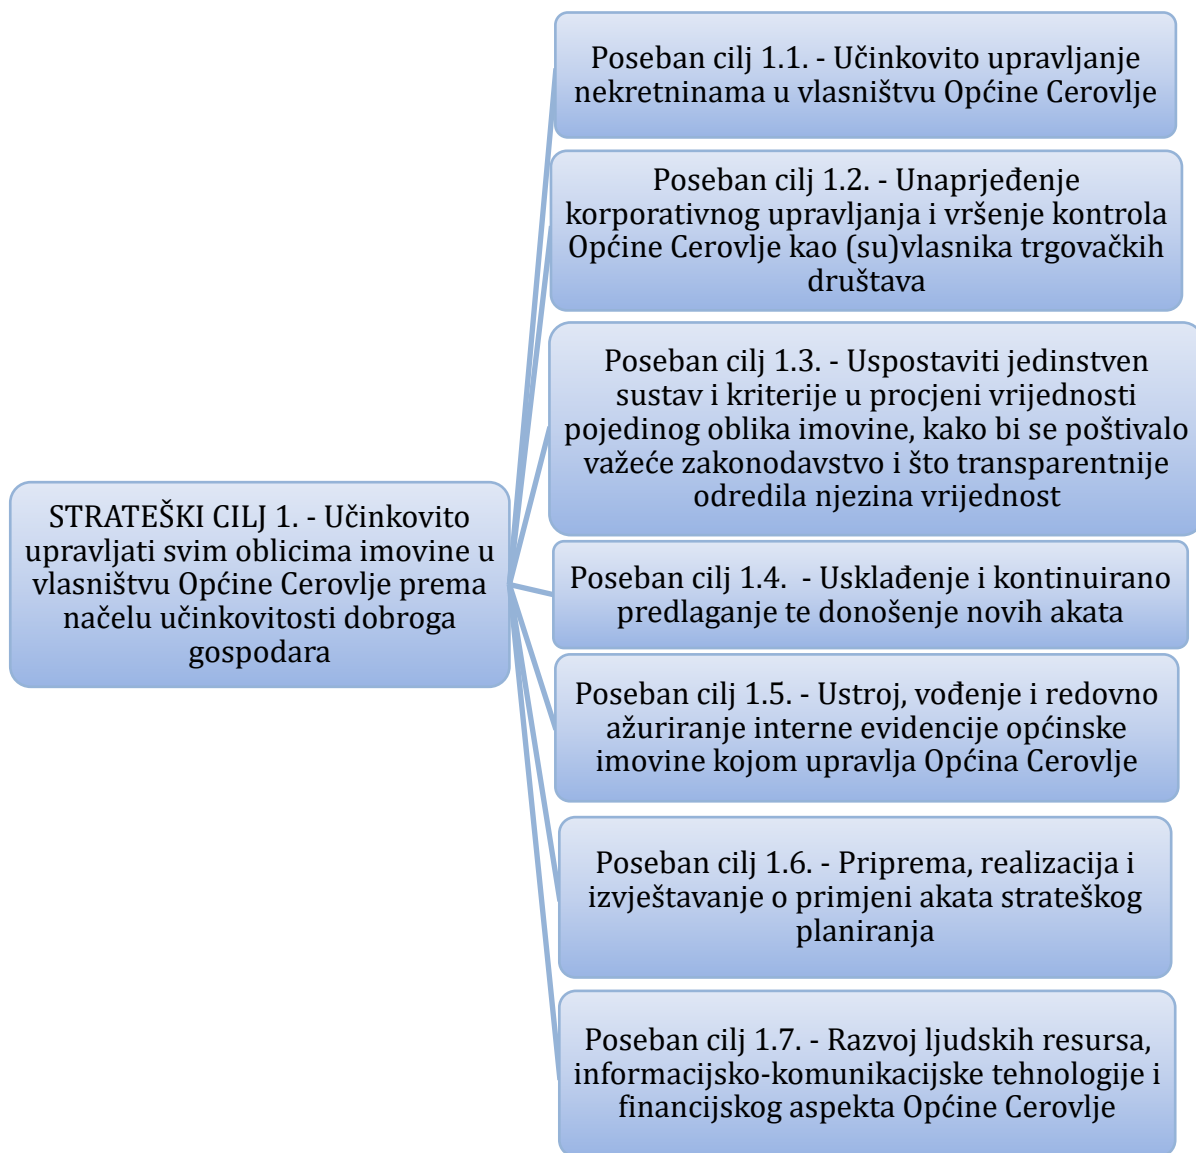 STRATEŠKI CILJ 1. - Učinkovito
upravljati svim oblicima imovine u
vlasništvu Općine Cerovlje prema
načelu učinkovitosti dobroga
gospodara
Poseban cilj 1.1. - Učinkovito upravljanje
nekretninama u vlasništvu Općine Cerovlje
Poseban cilj 1.2. - Unaprjeđenje
korporativnog upravljanja i vršenje kontrola
Općine Cerovlje kao (su)vlasnika trgovačkih
društava
Poseban cilj 1.3. - Uspostaviti jedinstven
sustav i kriterije u procjeni vrijednosti
pojedinog oblika imovine, kako bi se poštivalo
važeće zakonodavstvo i što transparentnije
odredila njezina vrijednost
Poseban cilj 1.4.  - Usklađenje i kontinuirano
predlaganje te donošenje novih akata
Poseban cilj 1.5. - Ustroj, vođenje i redovno
ažuriranje interne evidencije općinske
imovine kojom upravlja Općina Cerovlje
Poseban cilj 1.6. - Priprema, realizacija i
izvještavanje o primjeni akata strateškog
planiranja
Poseban cilj 1.7. - Razvoj ljudskih resursa,
informacijsko-komunikacijske tehnologije i
financijskog aspekta Općine Cerovlje